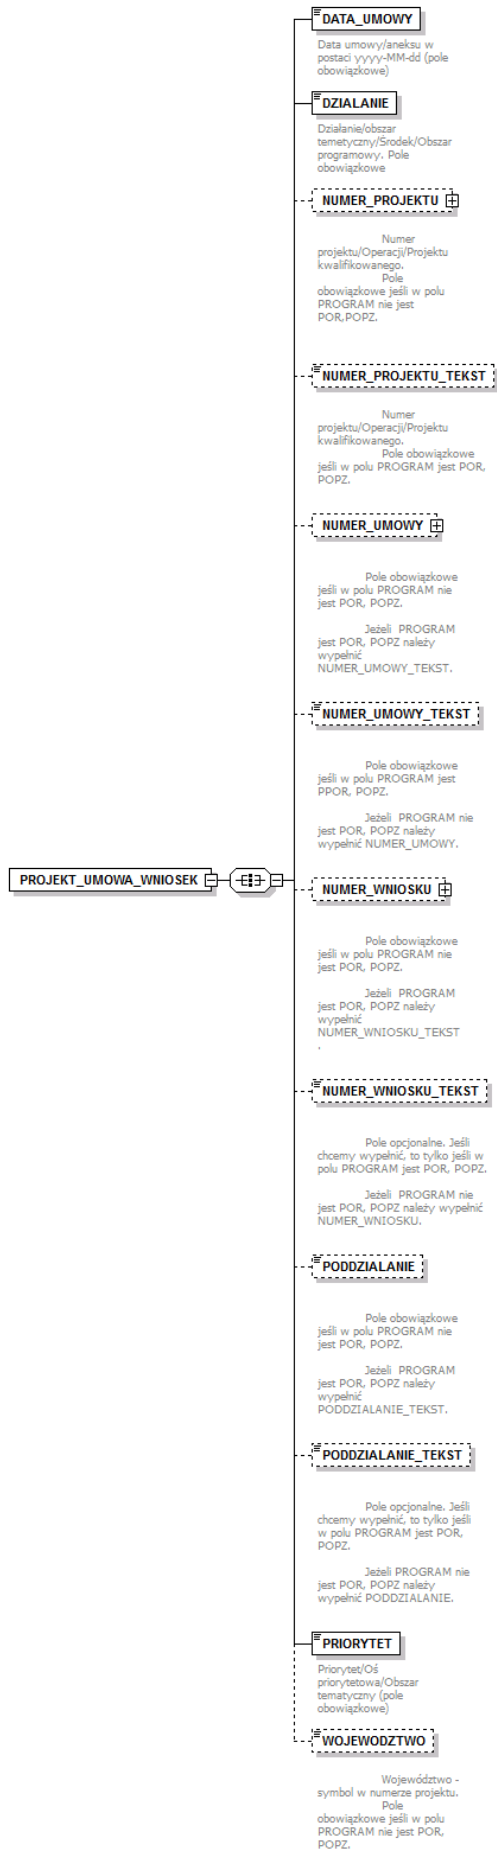 DATA_UMOWY
Data umowy/aneksu w
postaci yyyy-MM-dd (pole
obowiązkowe)
DZIALANIE
Działanie/obszar
temetyczny/Środek/Obszar
programowy. Pole
obowiązkowe
NUMER_PROJEKTU
Numer
projektu/Operacji/Projektu
kwalifikowanego.
Pole
obowiązkowe jeśli w polu
PROGRAM nie jest
POR,POPZ.
NUMER_PROJEKTU_TEKST
Numer
projektu/Operacji/Projektu
kwalifikowanego.
Pole obowiązkowe
jeśli w polu PROGRAM jest POR,
POPZ.
NUMER_UMOWY
Pole obowiązkowe
jeśli w polu PROGRAM nie
jest POR, POPZ.
Jeżeli PROGRAM
jest POR, POPZ należy
wypełnić
NUMER_UMOWY_TEKST.
NUMER_UMOWY_TEKST
Pole obowiązkowe
jeśli w polu PROGRAM jest
PPOR, POPZ.
Jeżeli PROGRAM nie
jest POR, POPZ należy
wypełnić NUMER_UMOWY.
PROJEKT_UMOWA_WNIOSEK
NUMER_WNIOSKU
Pole obowiązkowe
jeśli w polu PROGRAM nie
jest POR, POPZ.
Jeżeli PROGRAM
jest POR, POPZ należy
wypełnić
NUMER_WNIOSKU_TEKST
.
NUMER_WNIOSKU_TEKST
Pole opcjonalne. Jeśli
chcemy wypełnić, to tylko jeśli w
polu PROGRAM jest POR, POPZ.
Jeżeli PROGRAM nie
jest POR, POPZ należy wypełnić
NUMER_WNIOSKU.
PODDZIALANIE
Pole obowiązkowe
jeśli w polu PROGRAM nie
jest POR, POPZ.
Jeżeli PROGRAM
jest POR, POPZ należy
wypełnić
PODDZIALANIE_TEKST.
PODDZIALANIE_TEKST
Pole opcjonalne. Jeśli
chcemy wypełnić, to tylko jeśli
w polu PROGRAM jest POR,
POPZ.
Jeżeli PROGRAM nie
jest POR, POPZ należy
wypełnić PODDZIALANIE.
PRIORYTET
Priorytet/Oś
priorytetowa/Obszar
tematyczny (pole
obowiązkowe)
WOJEWODZTWO
Województwo -
symbol w numerze projektu.
Pole
obowiązkowe jeśli w polu
PROGRAM nie jest POR,
POPZ.